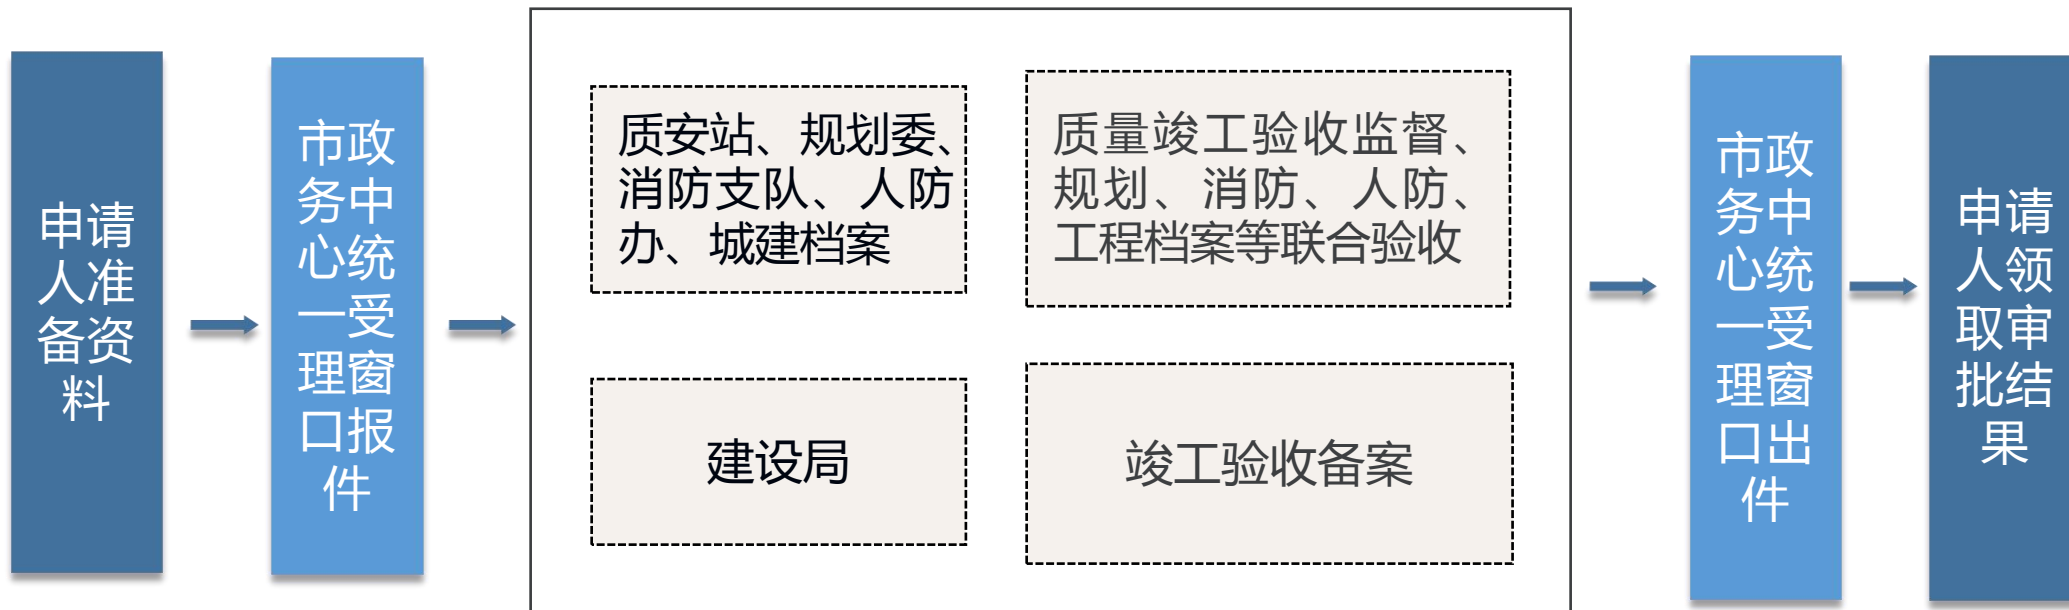 申请
人准
备资
料
市政
务中
心统
一受
理窗
口报
件
质安站、规划委、
消防支队、人防
办、城建档案
质量竣工验收监督、
规划、消防、人防、
工程档案等联合验收
建设局
竣工验收备案
市政
务中
心统
一受
理窗
口出
件
申请
人领
取审
批结
果